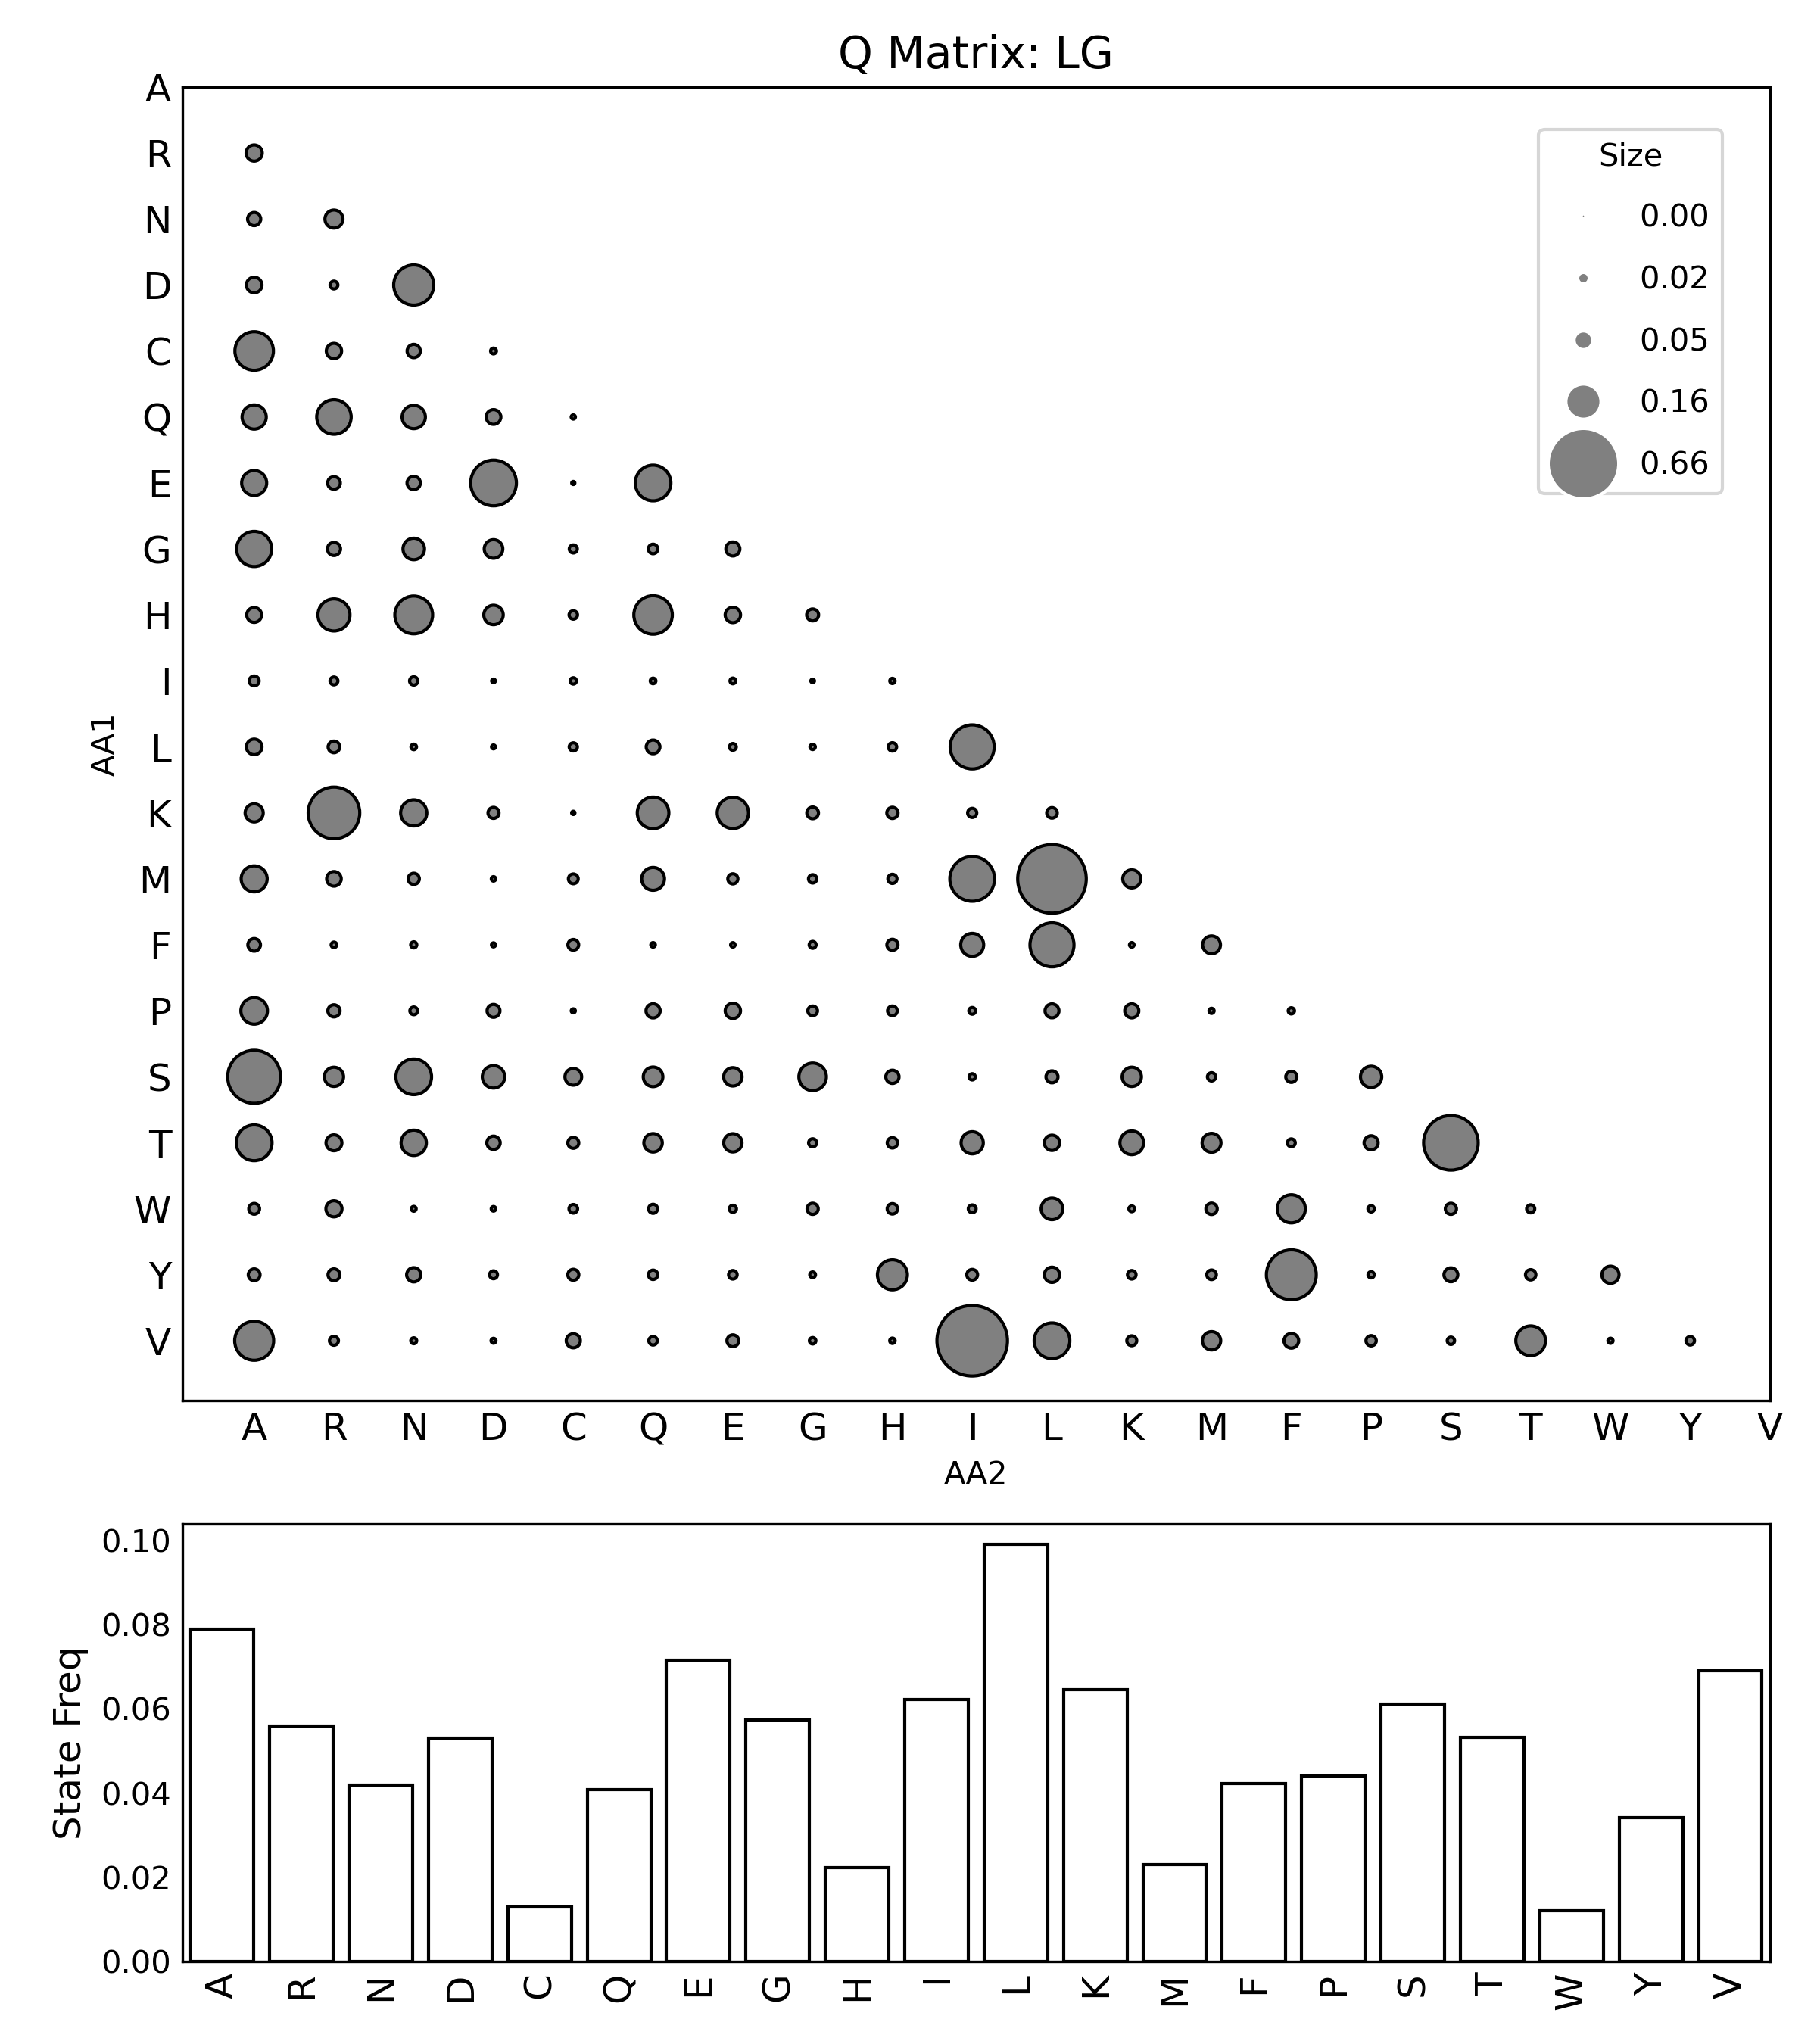 Q Matrix: LG
A
R
N
D
C
Q
E
G
H
I
L
K
M
F
P
S
T
W
Y
V
AA1
Size
0.00
0.02
0.05
0.16
0.66
A R N D C Q E G H I L K M F P S T W Y V
AA2
0.10
0.08
0.06
0.04
0.02
0.00
State Freq
A R N D C Q E G H I L K M F P S T W Y V